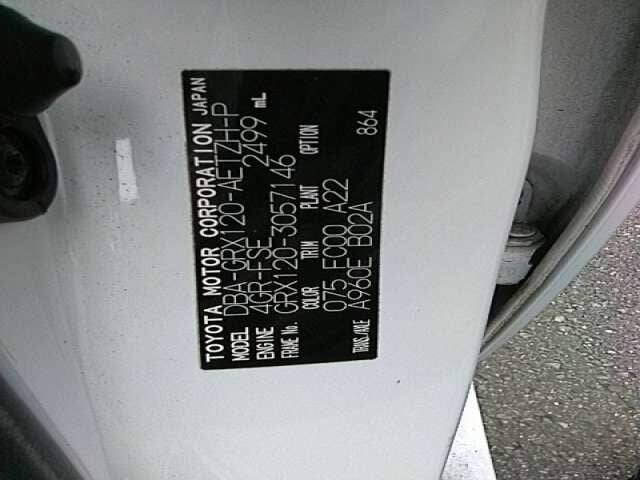 TOYOTA MOTOR CORPORATION JAPAN
MODEL DBA-GRX120-AETZH-P
ENGINE 4GR-FSE 2499 mL
FRAME No. GRX120-3057146
COLOR TRIM PLANT OPTION
075 FC00 A22 864
TRANS/AXLE A960E B02A